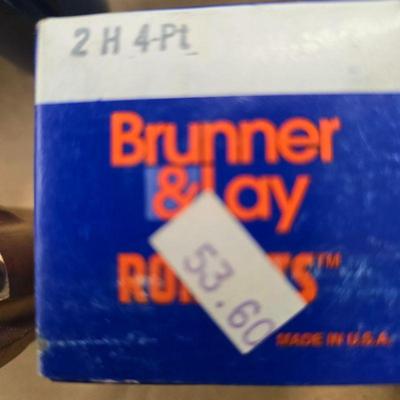 2 H 4-Pt
Brunner
& Lay
53.60
MADE IN U.S.A.